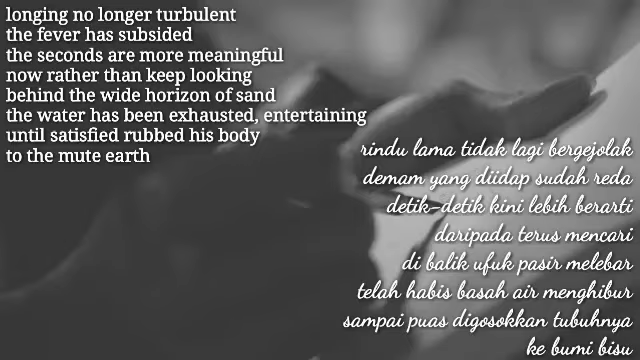 longing no longer turbulent
the fever has subsided
the seconds are more meaningful
now rather than keep looking
behind the wide horizon of sand
the water has been exhausted, entertaining
until satisfied rubbed his body
to the mute earth
rindu lama tidak lagi bergejolak
demam yang diidap sudah reda
detik-detik kini lebih berarti
daripada terus mencari
di balik ufuk pasir melebar
telah habis basah air menghibur
sampai puas digosokkan tubuhnya
ke bumi bisu